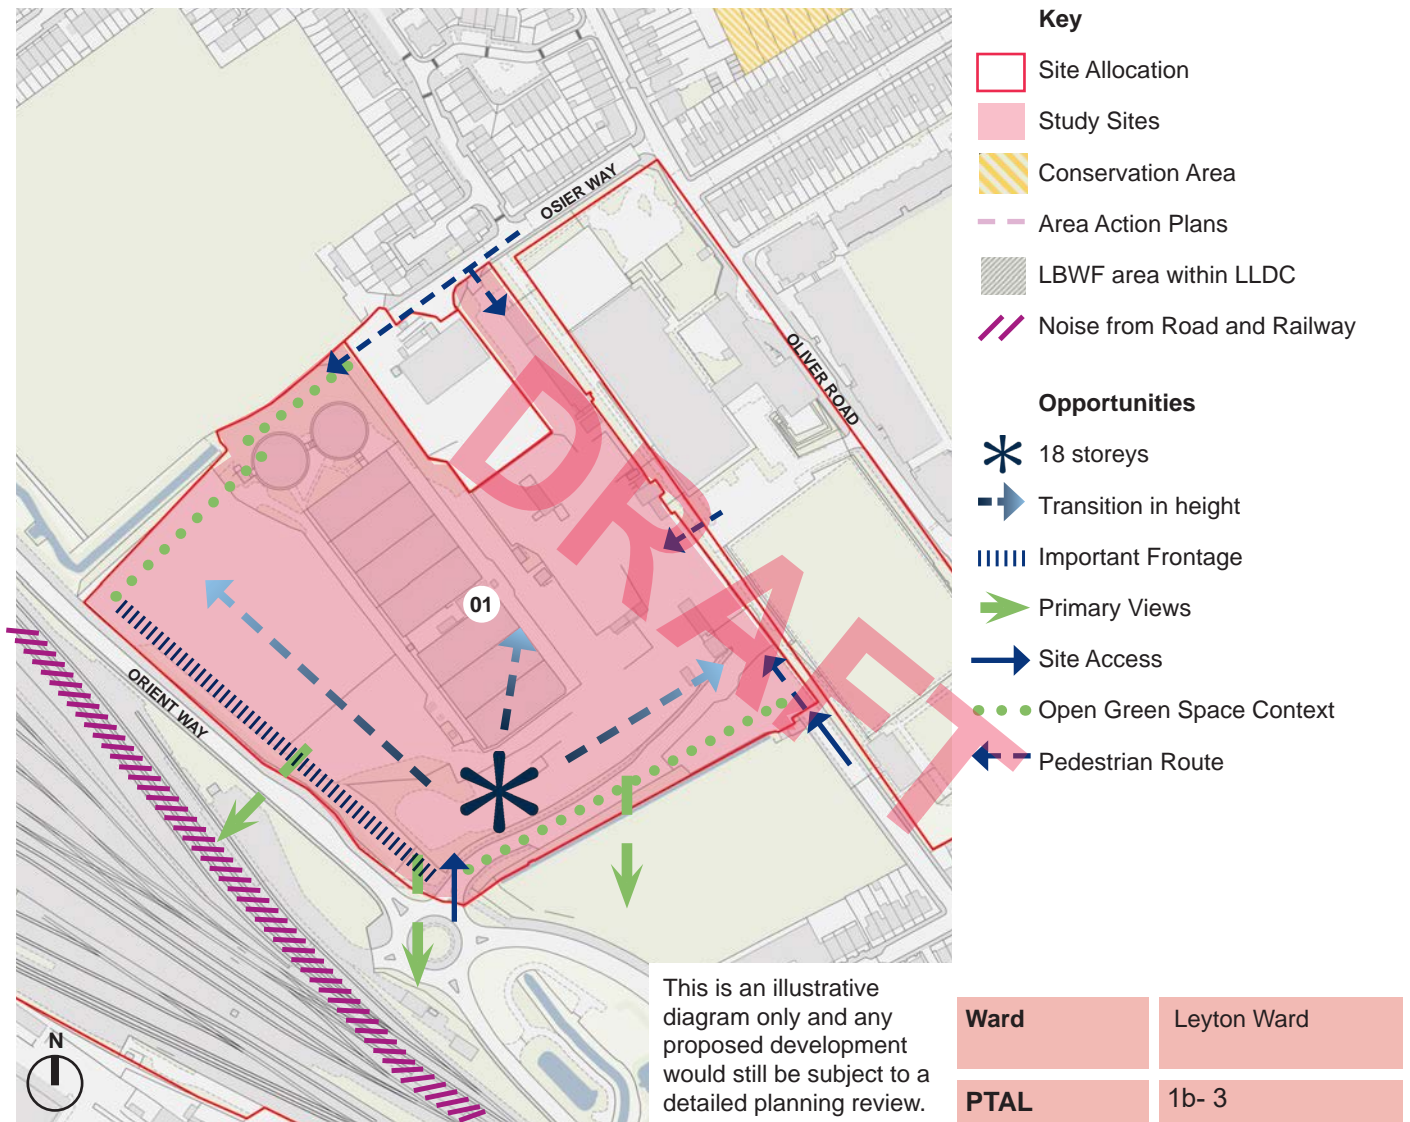 OSIER WAY
OLIVER ROAD
01
ORIENT WAY
DRAFT
N
This is an illustrative
diagram only and any
proposed development
would still be subject to a
detailed planning review.
Key
Site Allocation
Study Sites
Conservation Area
Area Action Plans
LBWF area within LLDC
Noise from Road and Railway
Opportunities
18 storeys
Transition in height
Important Frontage
Primary Views
Site Access
Open Green Space Context
Pedestrian Route
Ward Leyton Ward
PTAL 1b- 3